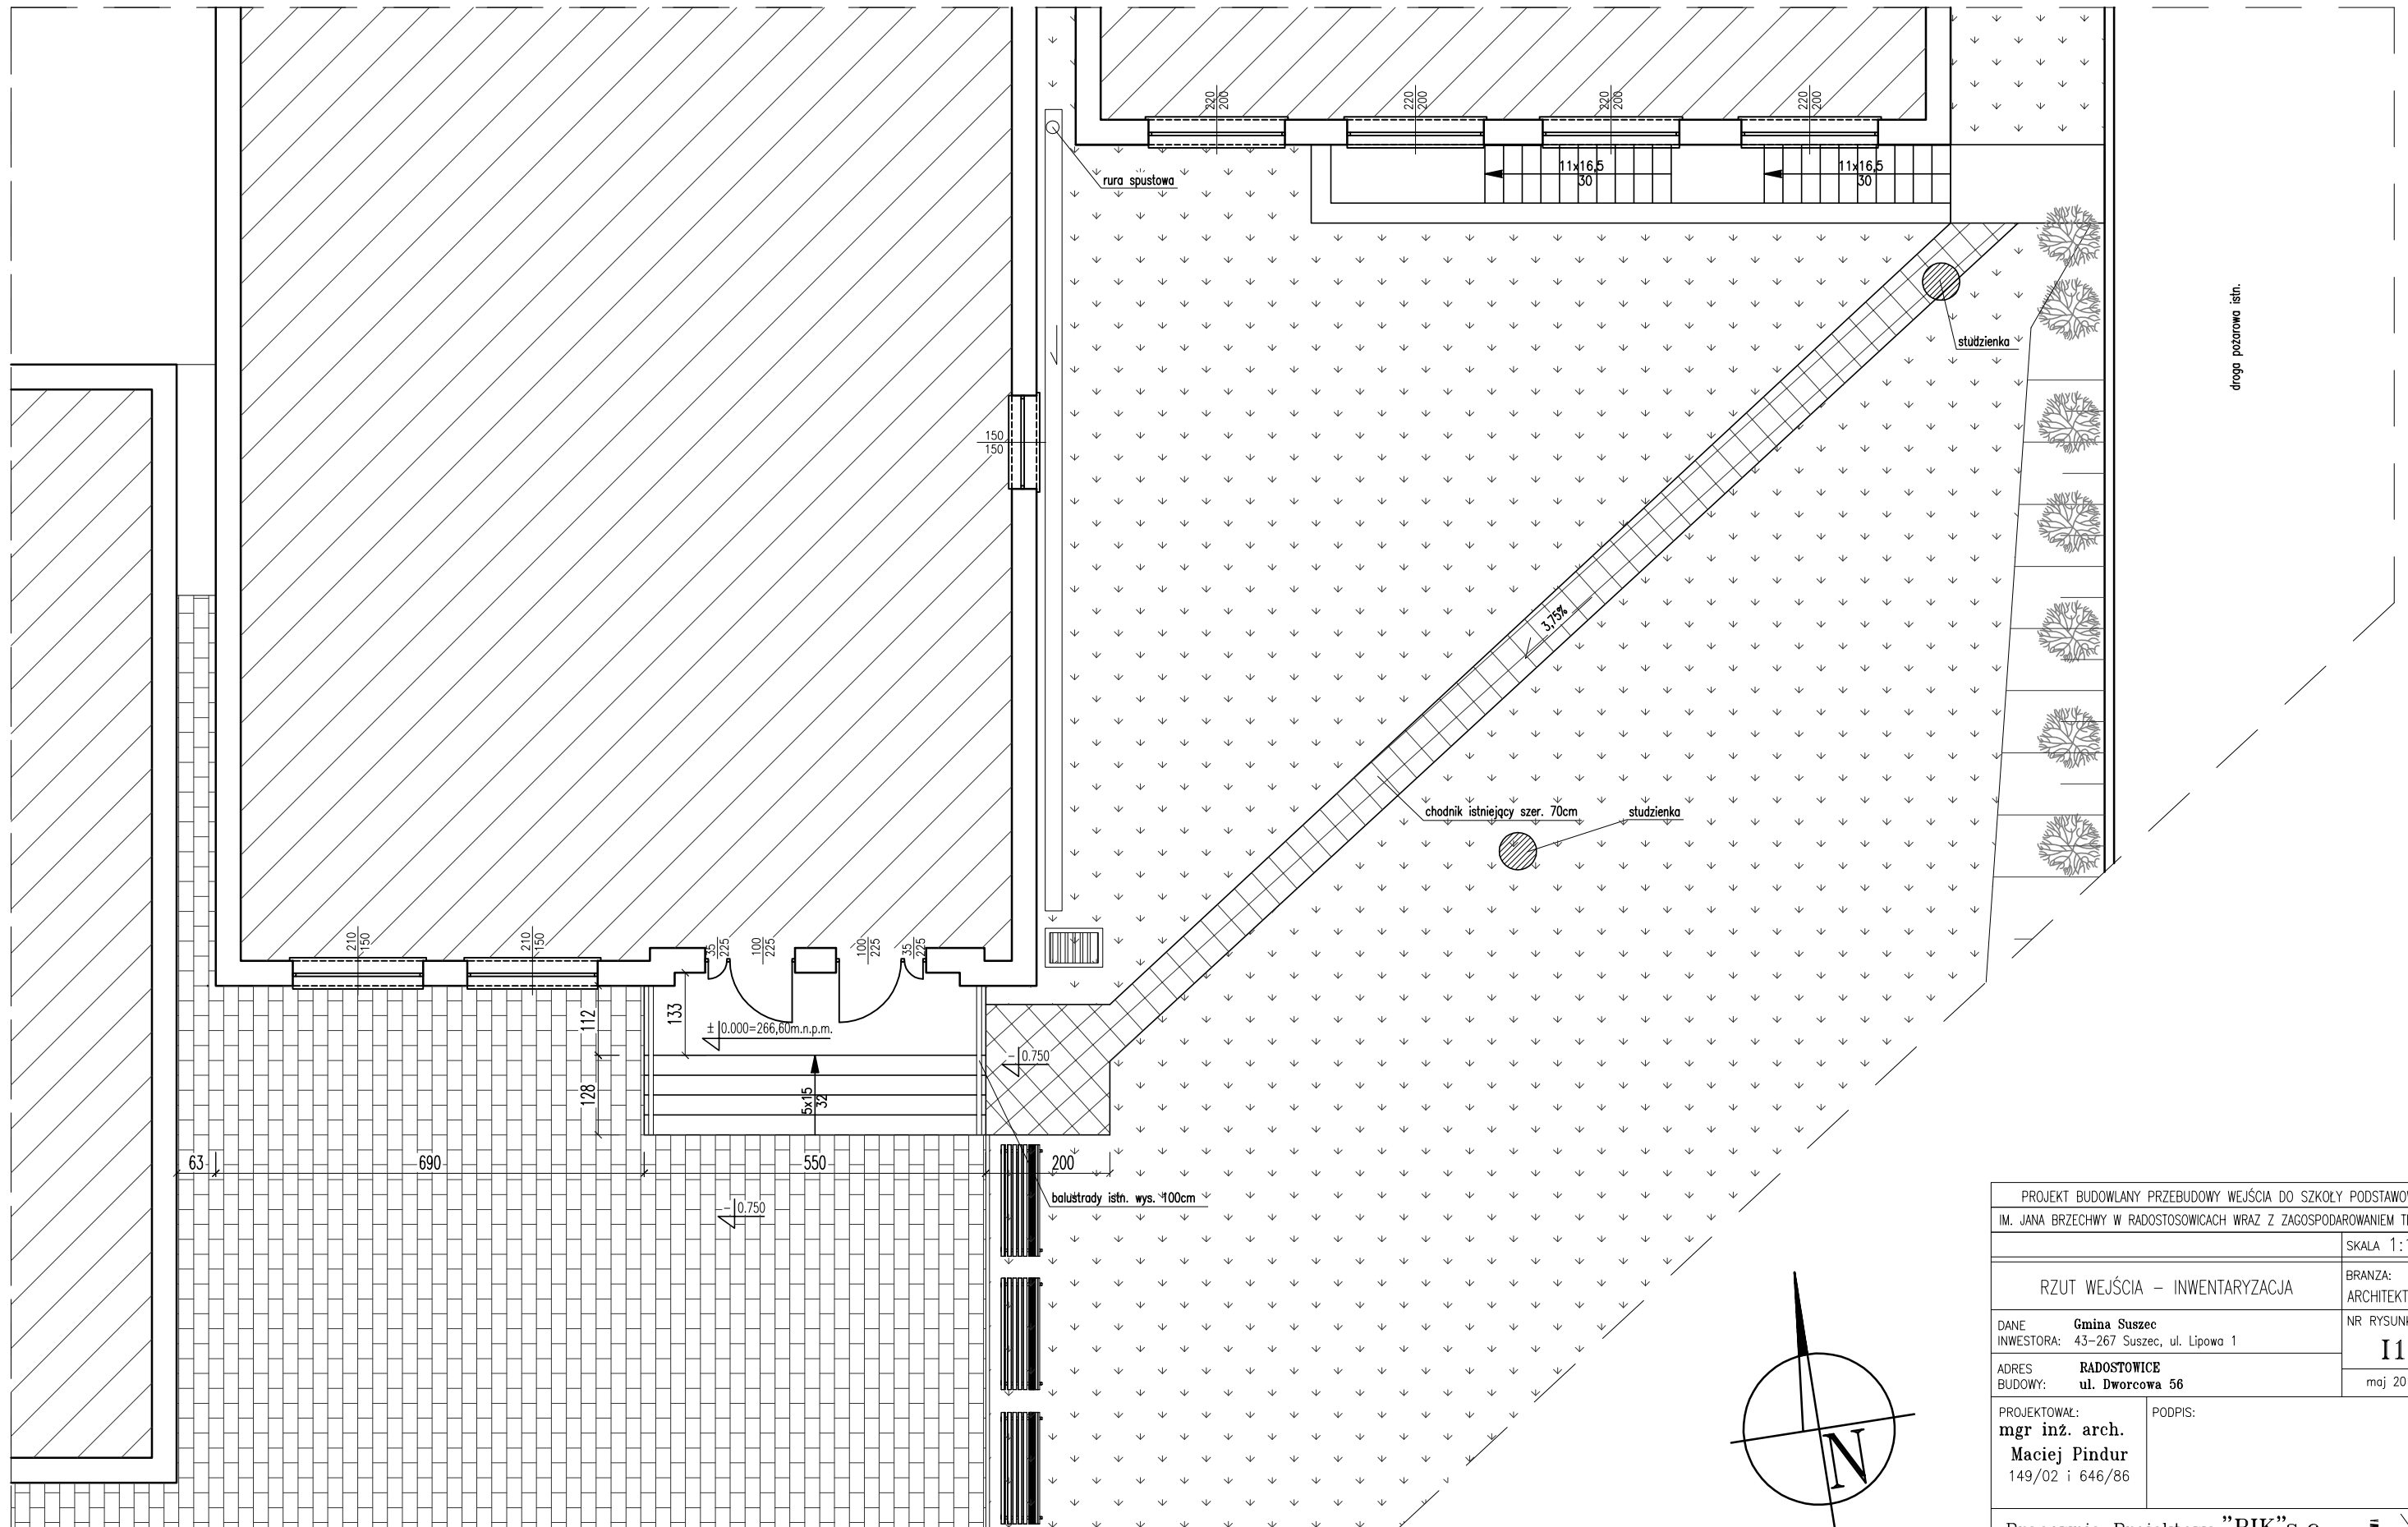 220
200
220
200
220
200
220
200
rura spustowa
11x16,5
30
11x16,5
30
studzienka
droga pożarowa istn.
150
150
3,75%
chodnik istniejący szer. 70cm
studzienka
210
150
210
150
35
225
100
225
100
225
35
225
112
133
± 0.000=266,60m.n.p.m.
- 0.750
128
5x15
32
63
690
550
200
balustrady istn. wys. 100cm
- 0.750
N
PROJEKT BUDOWLANY PRZEBUDOWY WEJŚCIA DO SZKOŁY
IM. JANA BRZECHWY W RADOSTOSOWICACH WRAZ Z ZAGOSPODAROWANIEM
SKALA
RZUT WEJŚCIA – INWENTARYZACJA
BRANŻA:
DANE Gmina Suszec
INWESTORA: 43-267 Suszec, ul. Lipowa 1
I1
ADRES RADOSTOWICE
BUDOWY: ul. Dworcowa 56
maj 20
PROJEKTOWAŁ:
PODPIS:
mgr inż. arch.
Maciej Pindur
149/02 i 646/86